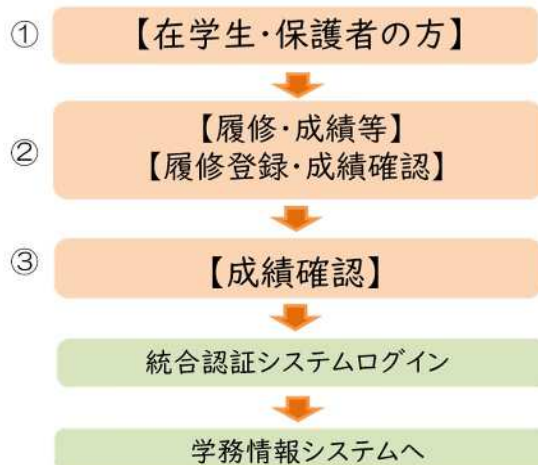 ① 【在学生・保護者の方】
② 【履修・成績等】
【履修登録・成績確認】
③ 【成績確認】
統合認証システムログイン
学務情報システムへ